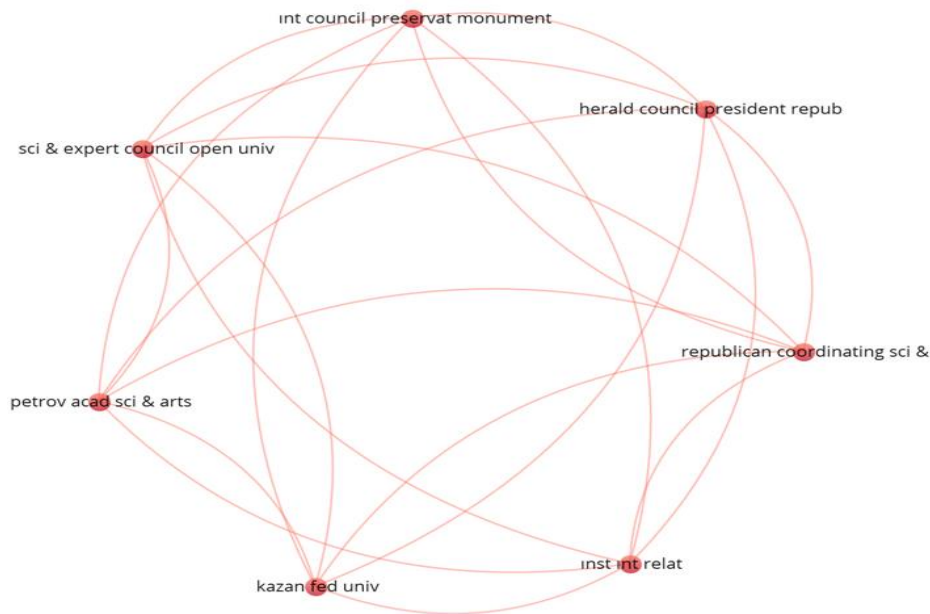 ınt council preservat monument
herald council president repub
sci & expert council open univ
republican coordinating sci &
petrov acad sci & arts
ınst ınt relat
kazan fed univ